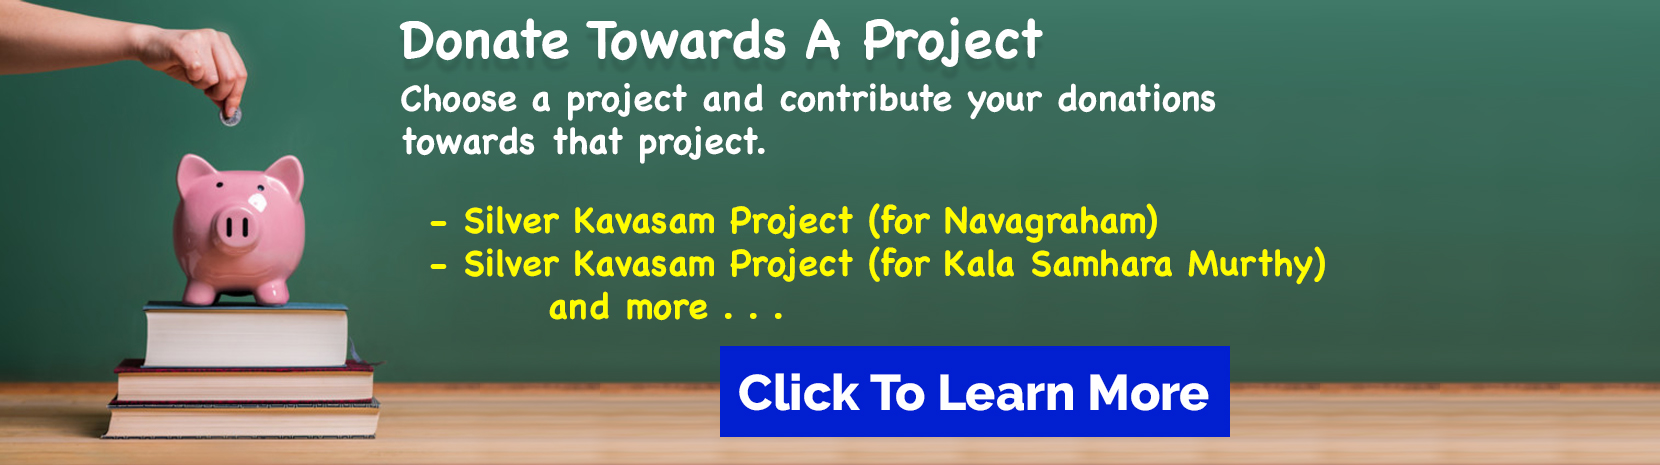 Donate Towards A Project
Choose a project and contribute your donations
towards that project.
- Silver Kavasam Project (for Navagraham)
- Silver Kavasam Project (for Kala Samhara Murthy)
and more . . .
Click To Learn More